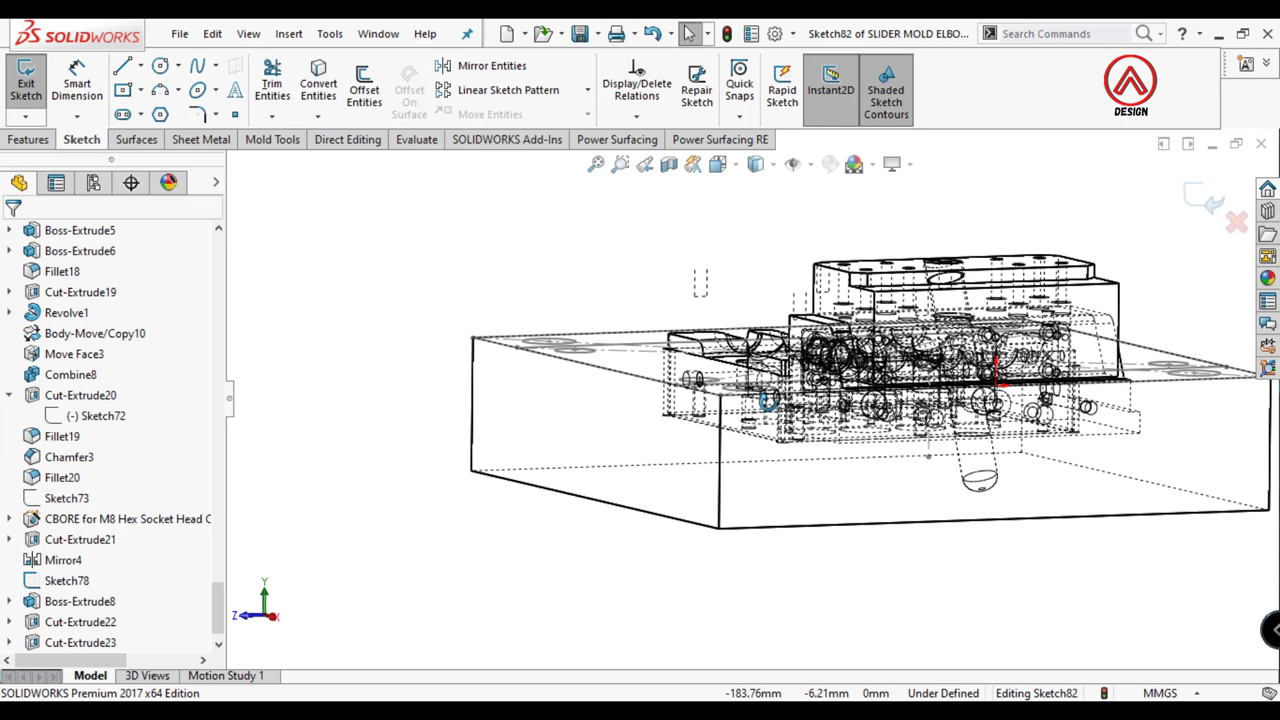 SOLIDWORKS File Edit View Insert Tools Window Help Sketch82 of SLIDER MOLD ELBO... Search Commands ?
Exit Sketch Smart Dimension Trim Entities Convert Entities Offset Entities Offset On Surface Mirror Entities Linear Sketch Pattern Move Entities Display/Delete Relations Repair Sketch Quick Snaps Rapid Sketch Instant2D Shaded Sketch Contours
DESIGN
Features Sketch Surfaces Sheet Metal Mold Tools Direct Editing Evaluate SOLIDWORKS Add-Ins Power Surfacing Power Surfacing RE
Boss-Extrude5
Boss-Extrude6
Fillet18
Cut-Extrude19
Revolve1
Body-Move/Copy10
Move Face3
Combine8
Cut-Extrude20
(-) Sketch72
Fillet19
Chamfer3
Fillet20
Sketch73
CBORE for M8 Hex Socket Head C
Cut-Extrude21
Mirror4
Sketch78
Boss-Extrude8
Cut-Extrude22
Cut-Extrude23
Y
Z X
Model 3D Views Motion Study 1
SOLIDWORKS Premium 2017 x64 Edition -183.76mm -6.21mm 0mm Under Defined Editing Sketch82 MMGS